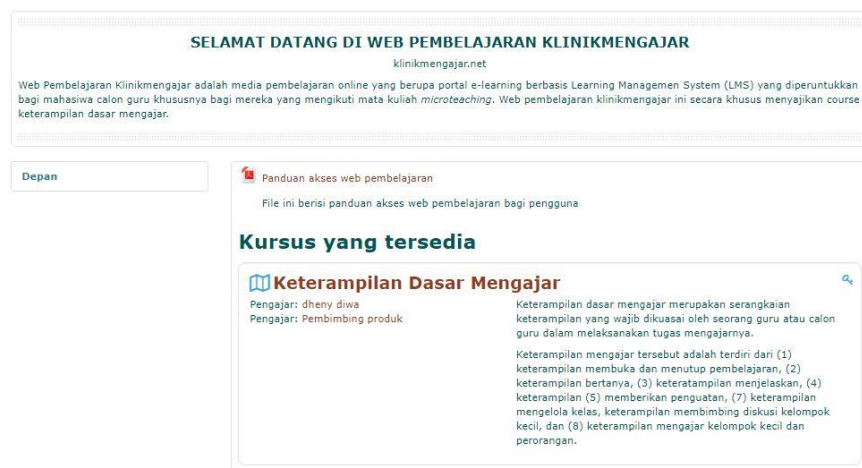 SELAMAT DATANG DI WEB PEMBELAJARAN KLINIKMENGAJAR
klinikmengajar.net
Web Pembelajaran Klinikmengajar adalah media pembelajaran online yang berupa portal e-learning berbasis Learning Managemen System (LMS) yang diperuntukkan
bagi mahasiwa calon guru khususnya bagi mereka yang mengikuti mata kuliah microteaching. Web pembelajaran klinikmengajar ini secara khusus menyajikan course
keterampilan dasar mengajar.
Depan
Panduan akses web pembelajaran
File ini berisi panduan akses web pembelajaran bagi pengguna
Kursus yang tersedia
Keterampilan Dasar Mengajar
Pengajar: dheny diwa
Pengajar: Pembimbing produk
Keterampilan dasar mengajar merupakan serangkaian
keterampilan yang wajib dikuasai oleh seorang guru atau calon
guru dalam melaksanakan tugas mengajarnya.
Keterampilan mengajar tersebut adalah terdiri dari (1)
keterampilan membuka dan menutup pembelajaran, (2)
keterampilan bertanya, (3) keteratampilan menjelaskan, (4)
keterampilan (5) memberikan penguatan, (7) keterampilan
mengelola kelas, keterampilan membimbing diskusi kelompok
kecil, dan (8) keterampilan mengajar kelompok kecil dan
perorangan.